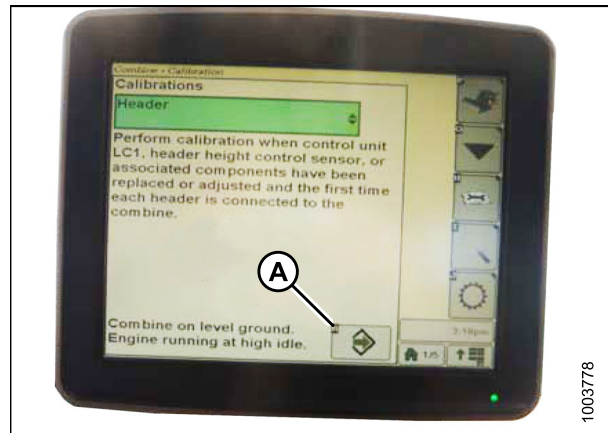 Combine - Calibration
Calibrations
Header
Perform calibration when control unit
LC1, header height control sensor, or
associated components have been
replaced or adjusted and the first time
each header is connected to the
combine.
A
Combine on level ground.
Engine running at high idle.
1/5
1003778